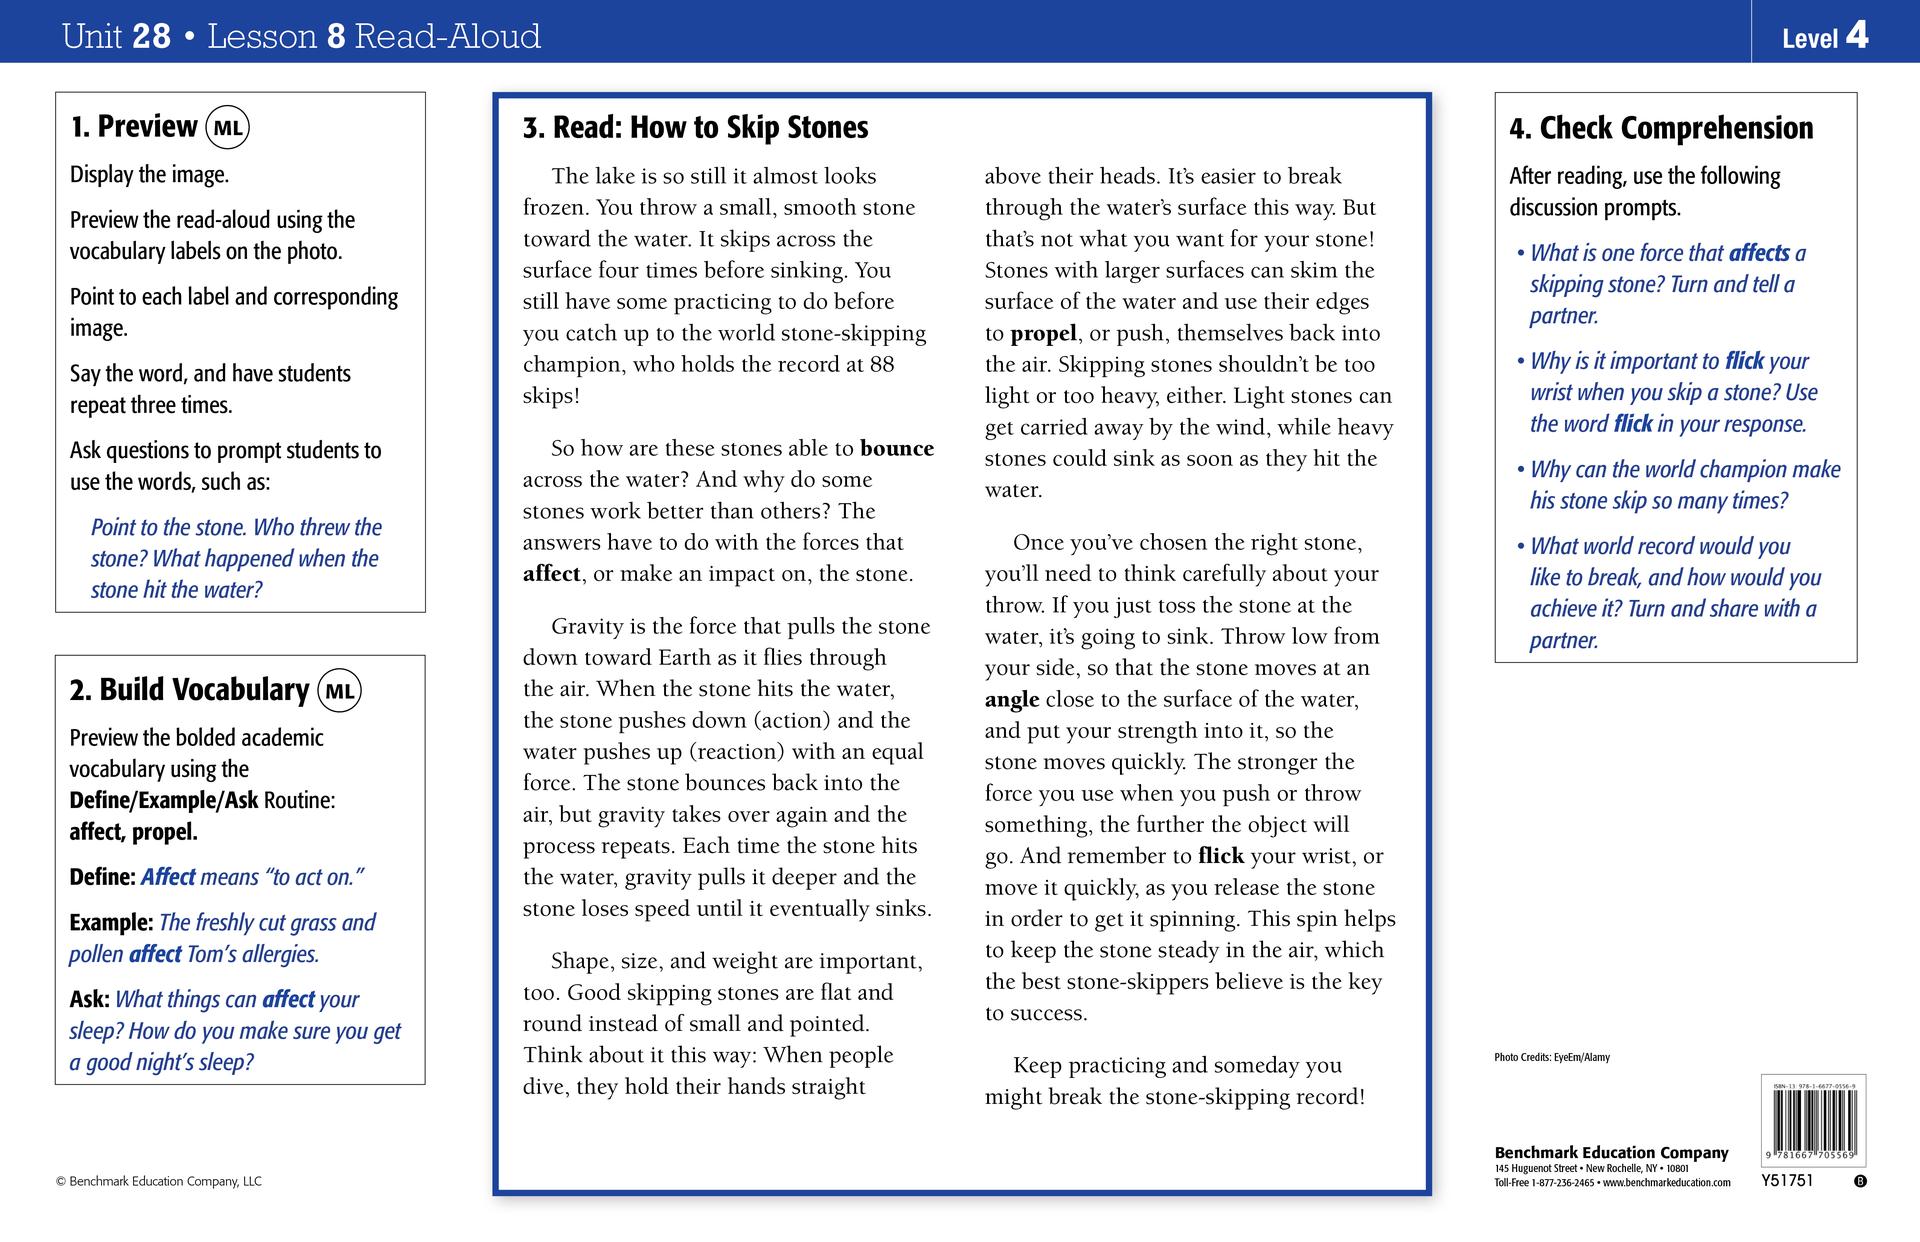 Unit 28 • Lesson 8 Read-Aloud
Level 4
1. Preview ML
Display the image.
Preview the read-aloud using the
vocabulary labels on the photo.
Point to each label and corresponding
image.
Say the word, and have students
repeat three times.
Ask questions to prompt students to
use the words, such as:
Point to the stone. Who threw the
stone? What happened when the
stone hit the water?
2. Build Vocabulary ML
Preview the bolded academic
vocabulary using the
Define/Example/Ask Routine:
affect, propel.
Define: Affect means “to act on.”
Example: The freshly cut grass and
pollen affect Tom’s allergies.
Ask: What things can affect your
sleep? How do you make sure you get
a good night’s sleep?
© Benchmark Education Company, LLC
3. Read: How to Skip Stones
The lake is so still it almost looks
frozen. You throw a small, smooth stone
toward the water. It skips across the
surface four times before sinking. You
still have some practicing to do before
you catch up to the world stone-skipping
champion, who holds the record at 88
skips!
So how are these stones able to bounce
across the water? And why do some
stones work better than others? The
answers have to do with the forces that
affect, or make an impact on, the stone.
Gravity is the force that pulls the stone
down toward Earth as it flies through
the air. When the stone hits the water,
the stone pushes down (action) and the
water pushes up (reaction) with an equal
force. The stone bounces back into the
air, but gravity takes over again and the
process repeats. Each time the stone hits
the water, gravity pulls it deeper and the
stone loses speed until it eventually sinks.
Shape, size, and weight are important,
too. Good skipping stones are flat and
round instead of small and pointed.
Think about it this way: When people
dive, they hold their hands straight
above their heads. It’s easier to break
through the water’s surface this way. But
that’s not what you want for your stone!
Stones with larger surfaces can skim the
surface of the water and use their edges
to propel, or push, themselves back into
the air. Skipping stones shouldn’t be too
light or too heavy, either. Light stones can
get carried away by the wind, while heavy
stones could sink as soon as they hit the
water.
Once you’ve chosen the right stone,
you’ll need to think carefully about your
throw. If you just toss the stone at the
water, it’s going to sink. Throw low from
your side, so that the stone moves at an
angle close to the surface of the water,
and put your strength into it, so the
stone moves quickly. The stronger the
force you use when you push or throw
something, the further the object will
go. And remember to flick your wrist, or
move it quickly, as you release the stone
in order to get it spinning. This spin helps
to keep the stone steady in the air, which
the best stone-skippers believe is the key
to success.
Keep practicing and someday you
might break the stone-skipping record!
4. Check Comprehension
After reading, use the following
discussion prompts.
• What is one force that affects a
skipping stone? Turn and tell a
partner.
• Why is it important to flick your
wrist when you skip a stone? Use
the word flick in your response.
• Why can the world champion make
his stone skip so many times?
• What world record would you
like to break, and how would you
achieve it? Turn and share with a
partner.
Photo Credits: EyeEm/Alamy
Benchmark Education Company
145 Huguenot Street • New Rochelle, NY • 10801
Toll-Free 1-877-236-2465 • www.benchmarkeducation.com
ISBN-13 978-1-6677-0556-9
9 781667 705569
Y51751
B